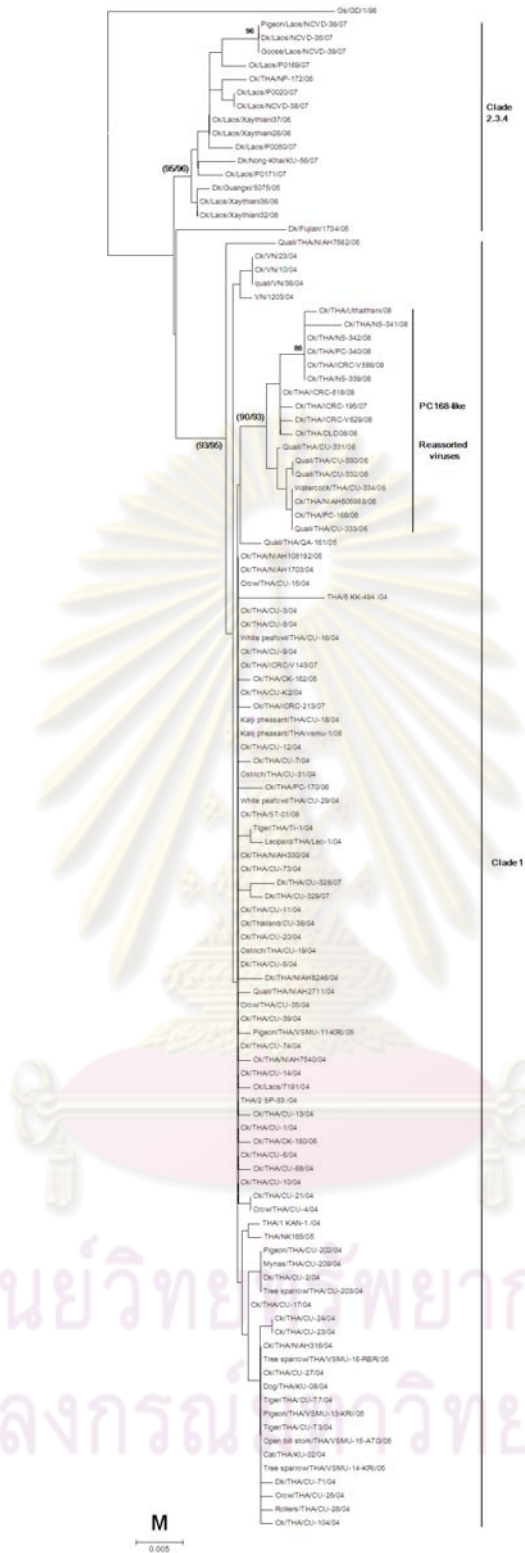 Gs/GD/1/96
Pigeon/Laos/NCVD-36/07
96
Dk/Laos/NCVD-35/07
Goose/Laos/NCVD-39/07
Ck/Laos/P0169/07
Ck/THA/NP-172/06
Ck/Laos/P0020/07
Clade
2.3.4
Ck/Laos/NCVD-38/07
Ck/Laos/Xaythiani37/06
Ck/Laos/Xaythiani26/06
Dk/Laos/P0050/07
Dk/Nong-Khai/KU-56/07
(95/96)
Ck/Laos/P0171/07
Dk/Guangxi/5075/05
Ck/Laos/Xaythiani36/06
Ck/Laos/Xaythiani32/06
Dk/Fujian/1734/05
Quail/THA/NIAH7562/05
Ck/VN/23/04
Ck/VN/10/04
quail/VN/36/04
VN/1203/04
Ck/THA/Uthaithani/08
Ck/THA/NS-341/08
Ck/THA/NS-342/08
86
Ck/THA/PC-340/08
Ck/THA/ICRC-V586/08
Ck/THA/NS-339/08
Ck/THA/ICRC-618/08
Ck/THA/ICRC-195/07
PC168-like
Dk/THA/ICRC-V629/08
(90/93)
Ck/THA/DLD06/08
(93/95)
Quail/THA/CU-331/06
Reassorted
viruses
Quail/THA/CU-330/06
Quail/THA/CU-332/06
Watercock/THA/CU-334/06
Ck/THA/NIAH606988/06
Ck/THA/PC-168/06
Quail/THA/CU-333/06
Quail/THA/QA-161/05
Ck/THA/NIAH108192/05
Ck/THA/NIAH1703/04
Crow/THA/CU-15/04
THA/5 KK-494 /04
Ck/THA/CU-3/04
Ck/THA/CU-8/04
White peafowl/THA/CU-16/04
Ck/THA/CU-9/04
Ck/THA/ICRC-V143/07
Ck/THA/CK-162/05
Ck/THA/CU-K2/04
Ck/THA/ICRC-213/07
Kalij pheasant/THA/CU-18/04
Kalij pheasant/THA/vsmu-1/08
Ck/THA/CU-12/04
Ck/THA/CU-7/04
Ostrich/THA/CU-31/04
Ck/THA/PC-170/06
White peafowl/THA/CU-29/04
Ck/THA/ST-01/08
Tiger/THA/Ti-1/04
Leopard/THA/Leo-1/04
Ck/THA/NIAH330/04
Ck/THA/CU-73/04
Clade1
Dk/THA/CU-328/07
Dk/THA/CU-329/07
Ck/THA/CU-11/04
Ck/Thailand/CU-38/04
Ck/THA/CU-20/04
Ostrich/THA/CU-19/04
Dk/THA/CU-5/04
Dk/THA/NIAH8246/04
Quail/THA/NIAH2711/04
Crow/THA/CU-35/04
Ck/THA/CU-39/04
Pigeon/THA/VSMU-11-KRI/05
Dk/THA/CU-74/04
Ck/THA/NIAH7540/04
Ck/THA/CU-14/04
Ck/Laos/7191/04
THA/2 SP-33 /04
Ck/THA/CU-13/04
Ck/THA/CU-1/04
Ck/THA/CK-160/05
Ck/THA/CU-6/04
Ck/THA/CU-68/04
Ck/THA/CU-10/04
Ck/THA/CU-21/04
Crow/THA/CU-4/04
THA/1 KAN-1 /04
THA/NK165/05
Pigeon/THA/CU-202/04
Mynas/THA/CU-209/04
Dk/THA/CU-2/04
Tree sparrow/THA/CU-203/04
Ck/THA/CU-17/04
Ck/THA/CU-24/04
Ck/THA/CU-23/04
Ck/THA/NIAH316/04
Tree sparrow/THA/VSMU-16-RBR/05
Ck/THA/CU-27/04
Dog/THA/KU-08/04
Tiger/THA/CU-T7/04
Pigeon/THA/VSMU-13-KRI/05
Tiger/THA/CU-T3/04
Open bill stork/THA/VSMU-15-ATG/05
Cat/THA/KU-02/04
Tree sparrow/THA/VSMU-14-KRI/05
Dk/THA/CU-71/04
Crow/THA/CU-25/04
Rollers/THA/CU-26/04
Ck/THA/CU-104/04
M
0.005